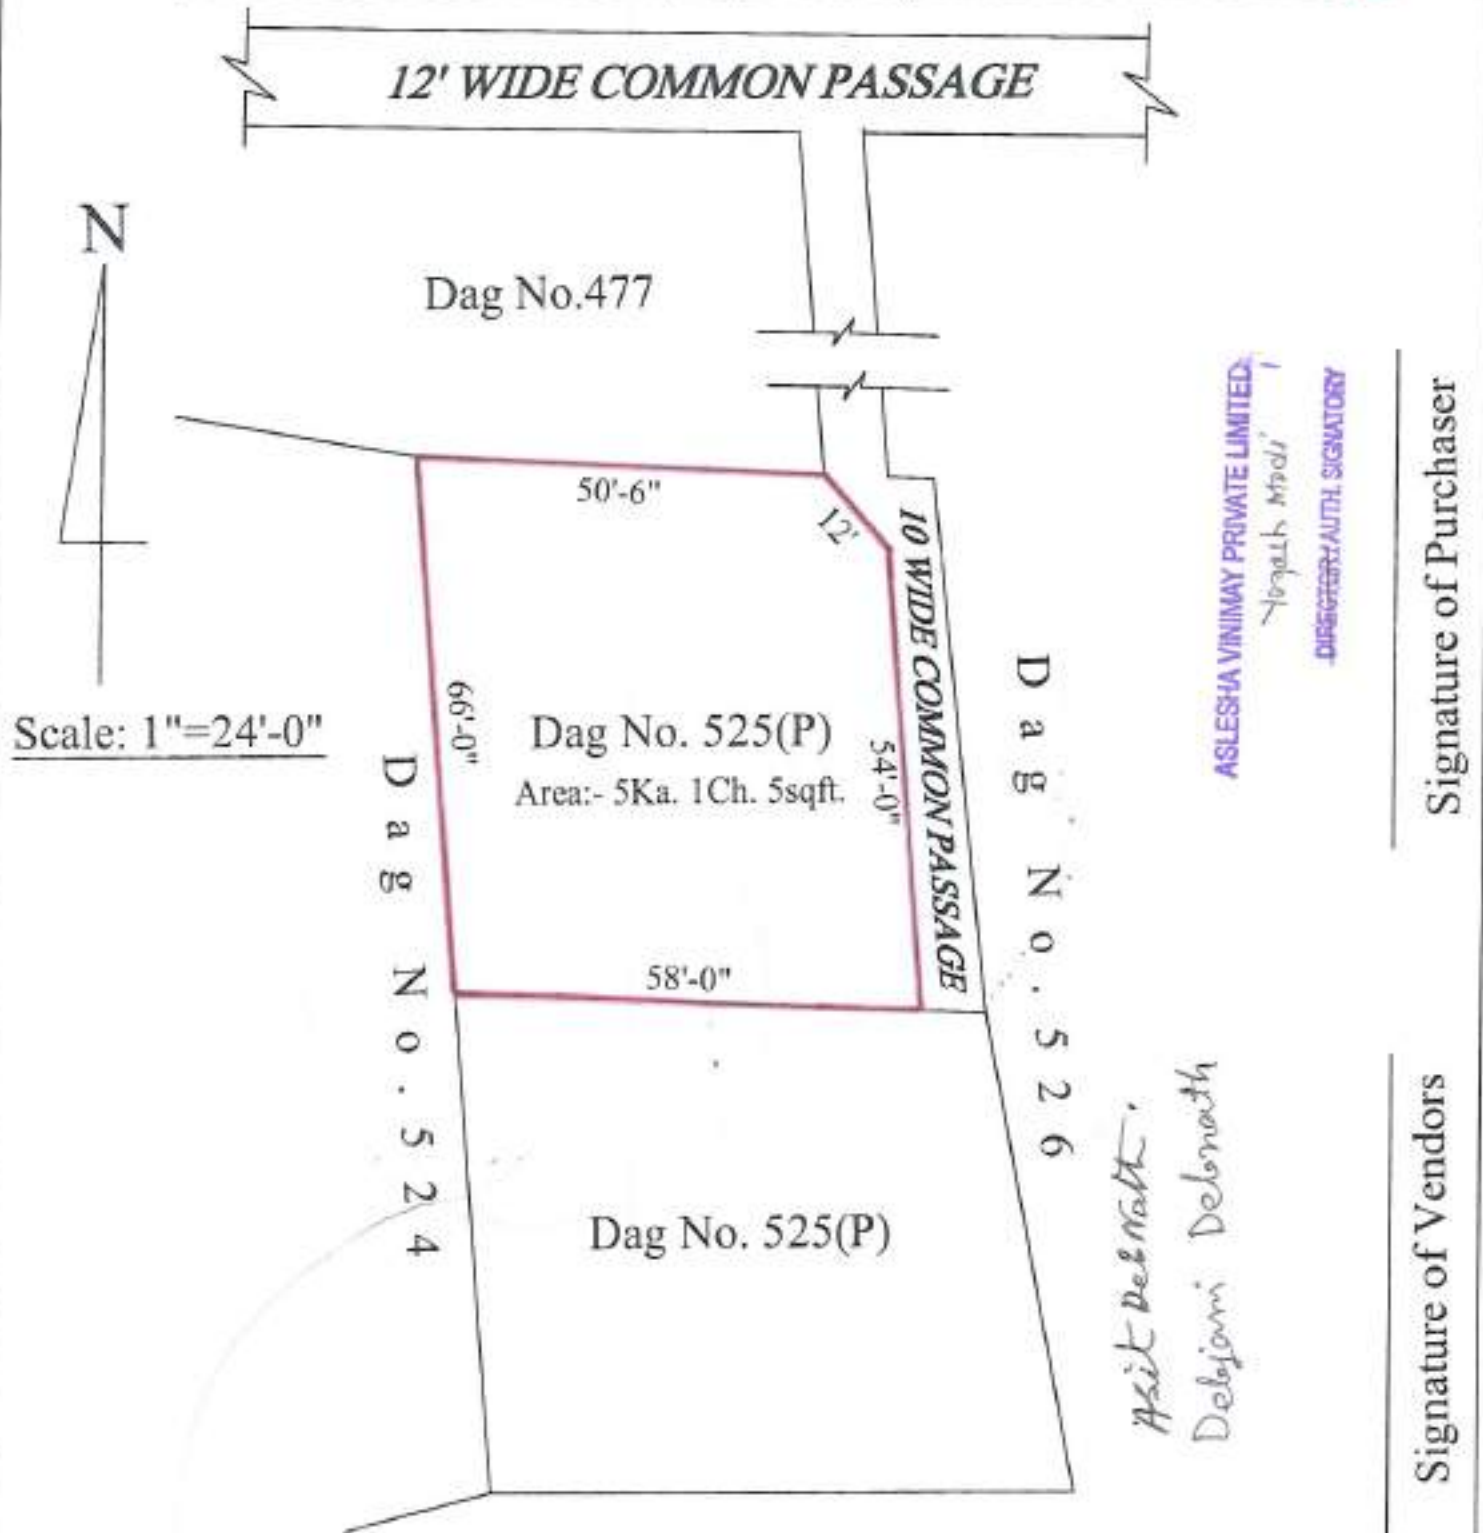 12' WIDE COMMON PASSAGE
N
Dag No.477
50'-6"
12'
10 WIDE COMMON PASSAGE
66'-0"
Dag No. 525(P)
Area:- 5Ka. 1Ch. 5sqft.
54'-0"
Scale: 1"=24'-0"
58'-0"
Dag No. 524
Dag No. 526
Dag No. 525(P)
ASLESHA VINIMAY PRIVATE LIMITED
Yogesh Modi
DIRECTOR/AUTH. SIGNATORY
Signature of Purchaser
Asit Deb Nath.
Debjani Debnath
Signature of Vendors